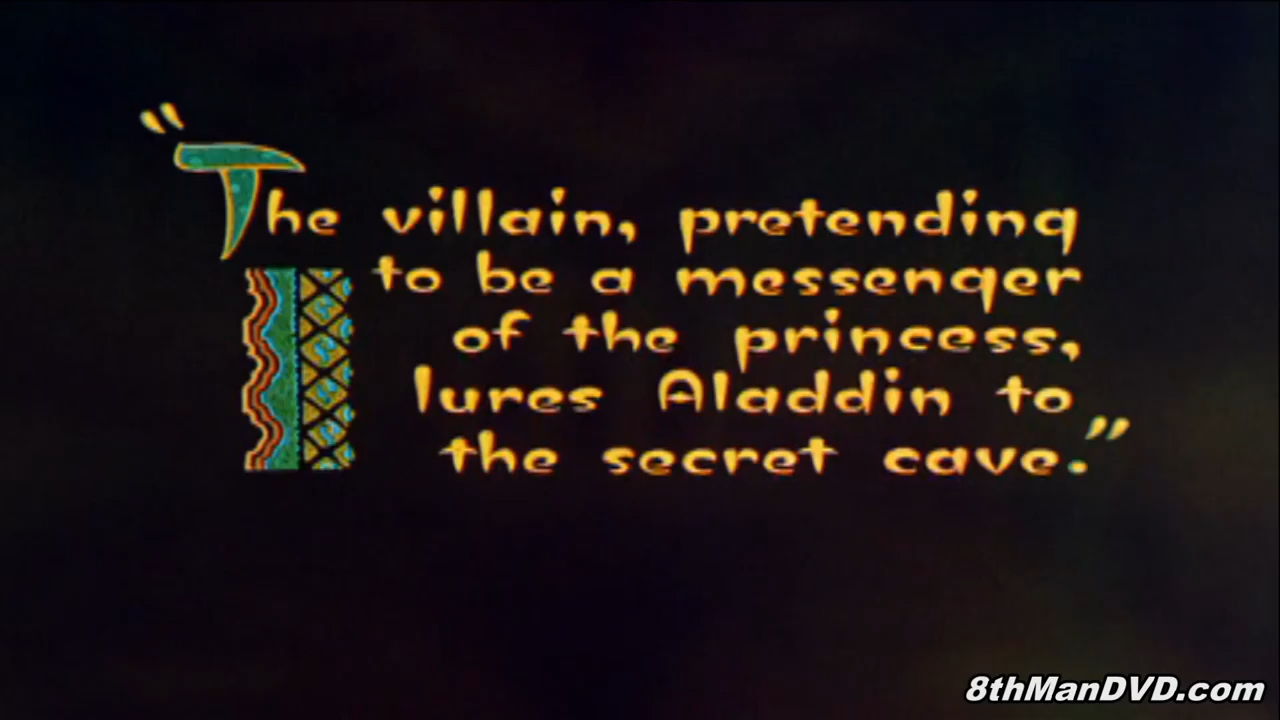 "The villain, pretending
to be a messenger
of the princess,
lures Aladdin to
the secret cave."
8thManDVD.com